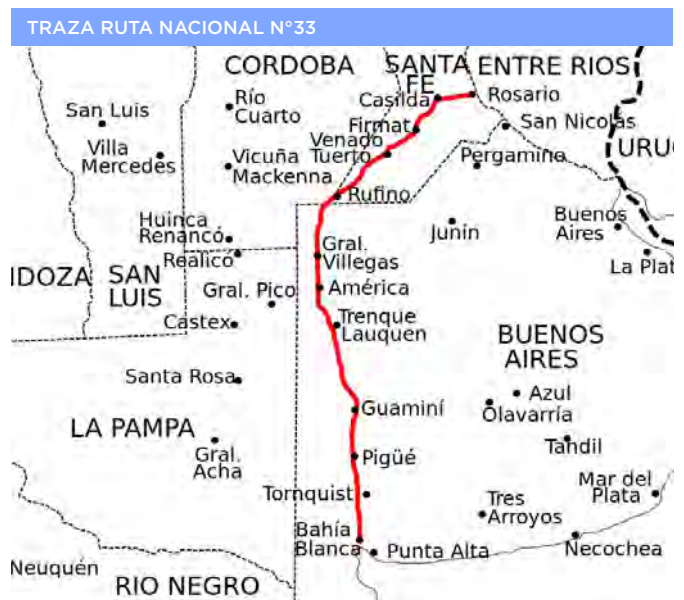 TRAZA RUTA NACIONAL N°33
CORDOBA
SANTA
FE
ENTRE RIOS
Río
Cuarto
Casilda
Rosario
San Luis
Firmat
San Nicolás
Villa
Mercedes
Venado
Tuerto
URU
Vicuña
Mackenna
Pergamino
Rufino
Huinca
Renancó
Junín
Buenos
Aires
Realicó
Gral.
Villegas
La Plat
NDOZA
SAN
LUIS
Gral. Pico
América
Castex
Trenque
Lauquen
BUENOS
AIRES
Santa Rosa
Azul
Guaminí
Olavarría
LA PAMPA
Gral.
Acha
Tandil
Pigüé
Tornquist
Mar del
Plata
Tres
Arroyos
Bahía
Blanca
Punta Alta
Necochea
Neuquén
RIO NEGRO